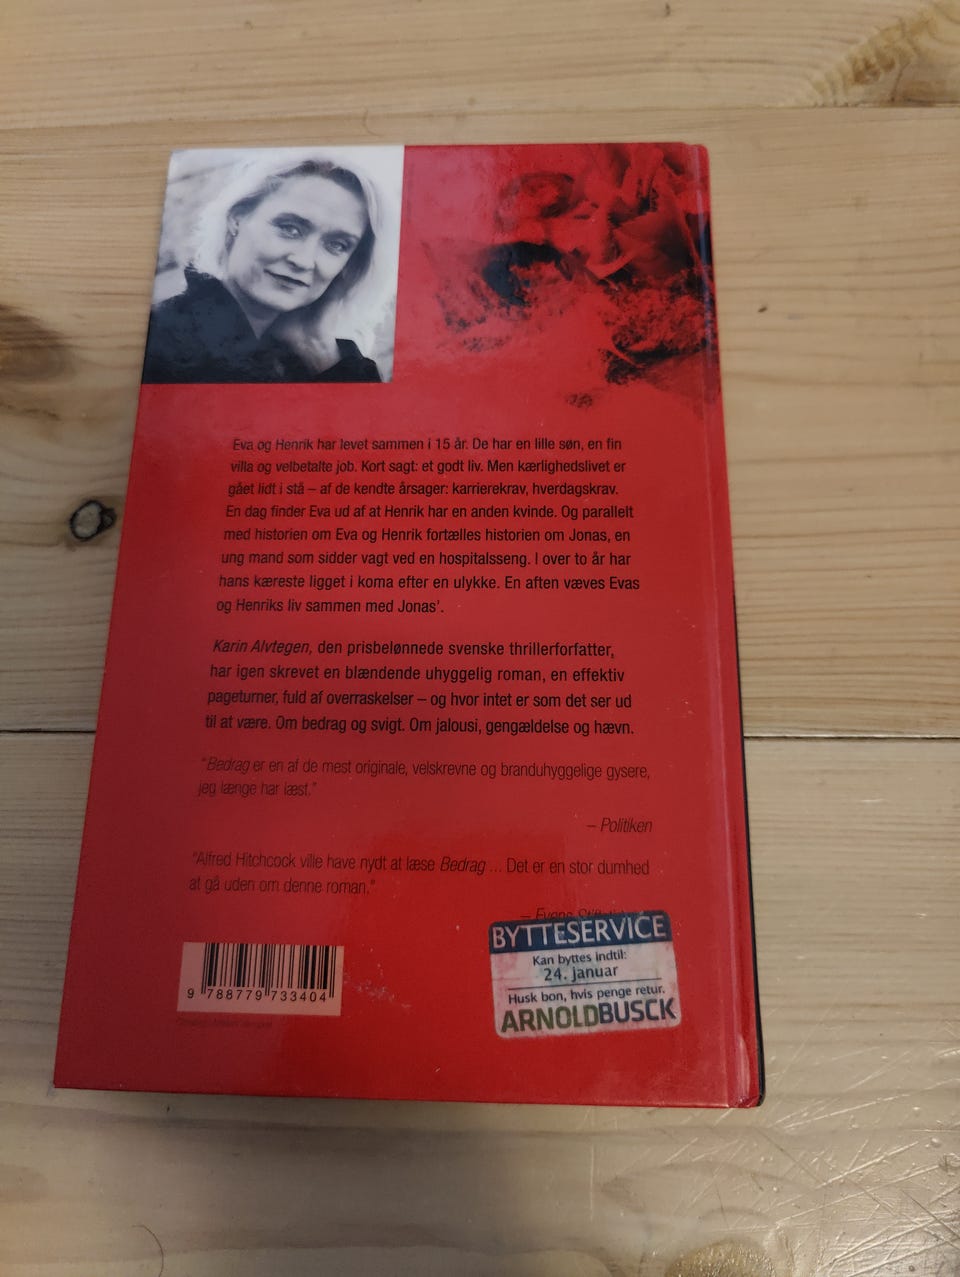 Eva og Henrik har levet sammen i 15 år. De har en lille søn, en fin
villa og velbetalte job. Kort sagt: et godt liv. Men kærlighedslivet er
gået lidt i stå – af de kendte årsager: karrierekrav, hverdagskrav.
En dag finder Eva ud af at Henrik har en anden kvinde. Og parallelt
med historien om Eva og Henrik fortælles historien om Jonas, en
ung mand som sidder vagt ved en hospitalsseng. I over to år har
hans kæreste ligget i koma efter en ulykke. En aften væves Evas
og Henriks liv sammen med Jonas'.
Karin Alvtegen, den prisbelønnede svenske thrillerforfatter,
har igen skrevet en blændende uhyggelig roman, en effektiv
pageturner, fuld af overraskelser – og hvor intet er som det ser ud
til at være. Om bedrag og svigt. Om jalousi, gengældelse og hævn.
"Bedrag er en af de mest originale, velskrevne og branduhyggelige gysere,
jeg længe har læst."
– Politiken
"Alfred Hitchcock ville have nydt at læse Bedrag ... Det er en stor dumhed
at gå uden om denne roman."
– Fyens
BYTTESERVICE
Kan byttes indtil:
24. januar
Husk bon, hvis penge retur.
ARNOLDBUSCK
9 788779 733404